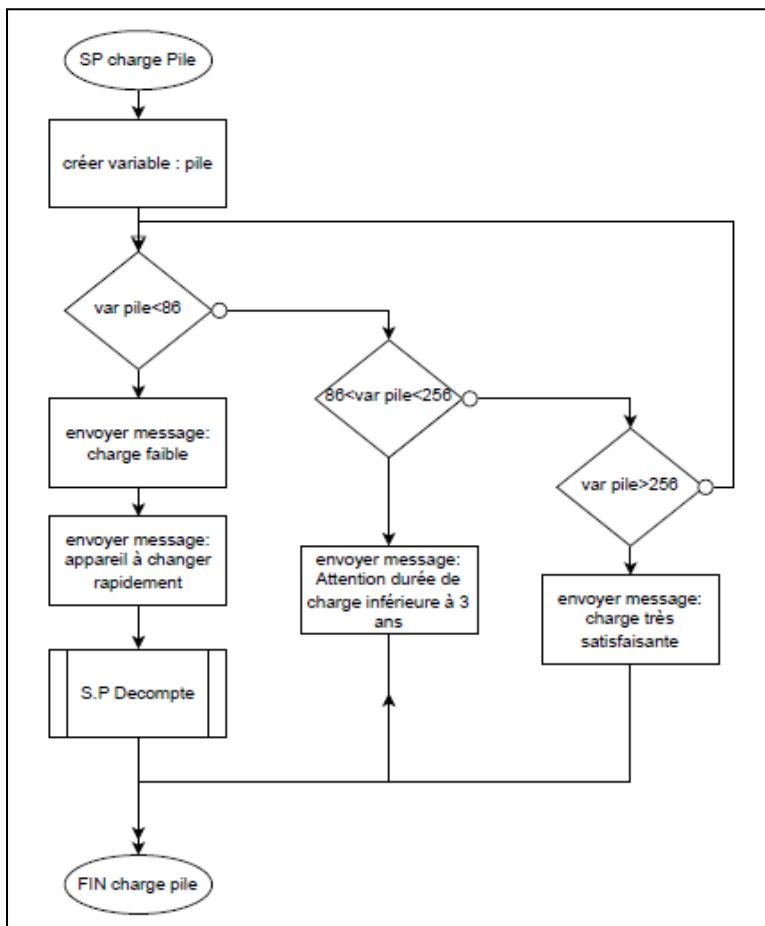 SP charge Pile
créer variable : pile
var pile<86
envoyer message:
charge faible
envoyer message:
appareil à changer
rapidement
S.P Decompte
FIN charge pile
86<var pile<256
envoyer message:
Attention durée de
charge inférieure à 3
ans
var pile>256
envoyer message:
charge très
satisfaisante